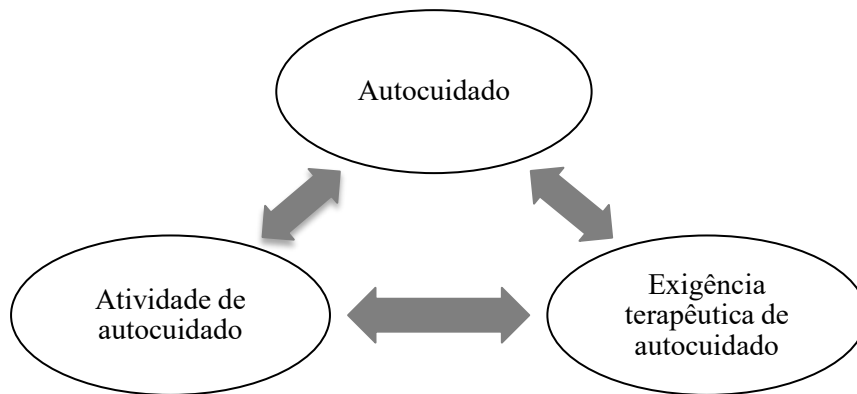 Autocuidado
Atividade de
autocuidado
Exigência
terapêutica de
autocuidado